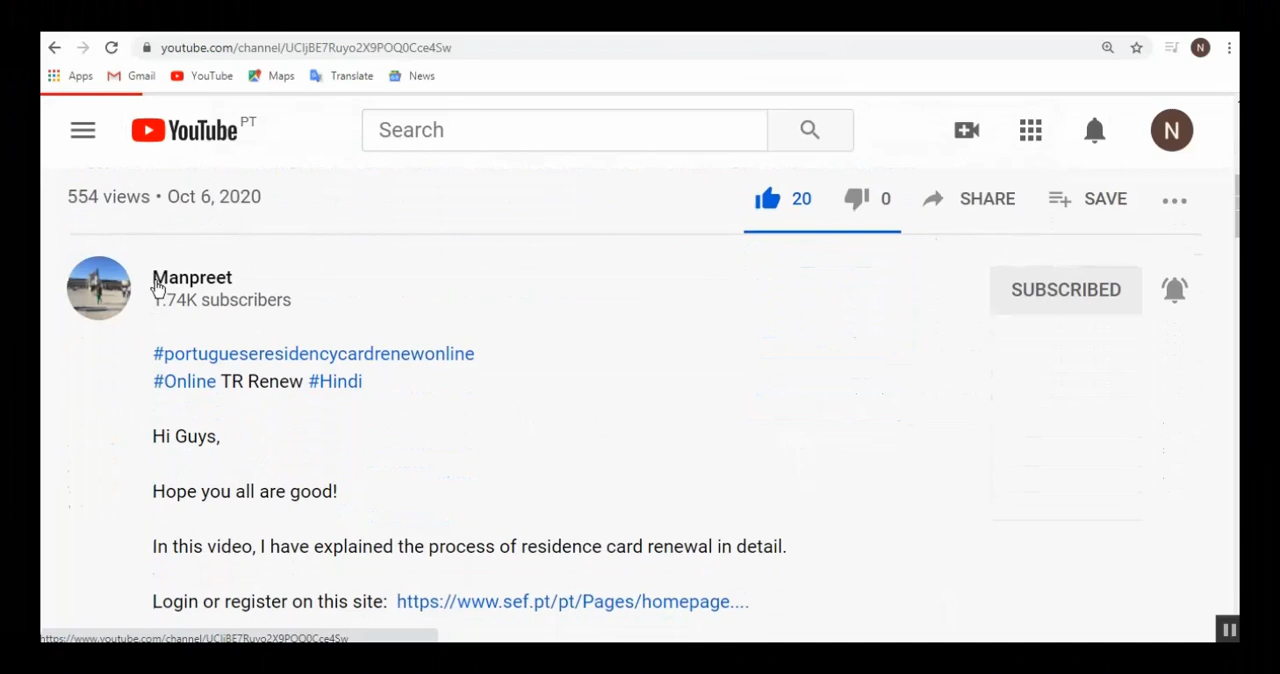 youtube.com/channel/UCIjBE7Ruyo2X9POQ0Cce4Sw
N
Apps Gmail YouTube Maps Translate News
YouTube PT
Search
N
554 views • Oct 6, 2020
20 0 SHARE SAVE
Manpreet
1.74K subscribers
SUBSCRIBED
#portugueseresidencycardrenewonline
#Online TR Renew #Hindi
Hi Guys,
Hope you all are good!
In this video, I have explained the process of residence card renewal in detail.
Login or register on this site: https://www.sef.pt/pt/Pages/homepage....
https://www.youtube.com/channel/UCIjBE7Ruyo2X9POQ0Cce4Sw